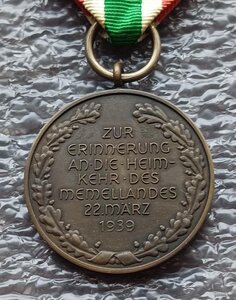 ZUR
ERINNERUNG
AN·DIE·HEIM-
KEHR·DES
MEMELLANDES
22.MÄRZ
1939